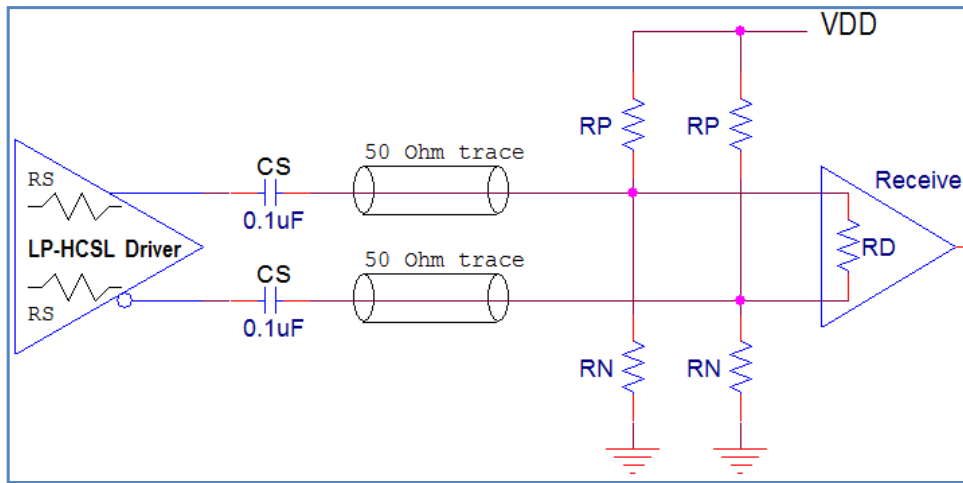 VDD
RP
RP
50 Ohm trace
CS
0.1uF
RS
LP-HCSL Driver
RS
Receive
RD
50 Ohm trace
CS
0.1uF
RN
RN